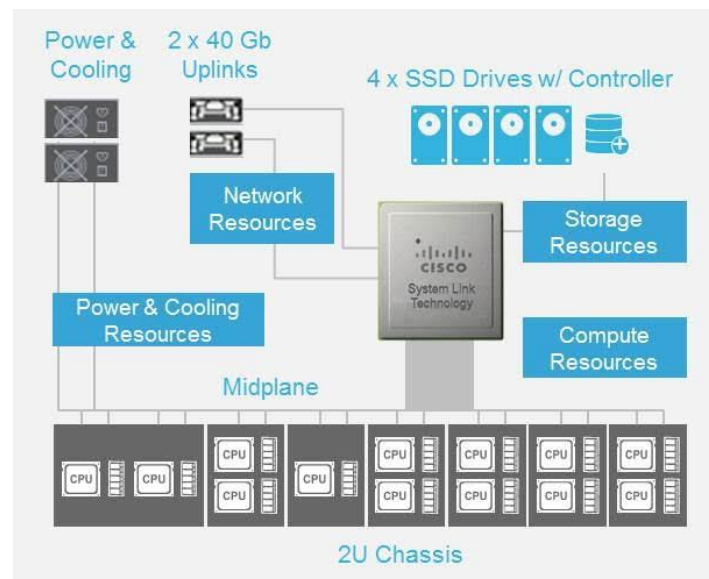 Power &
Cooling
2 x 40 Gb
Uplinks
4 x SSD Drives w/ Controller
Network
Resources
CISCO
System Link
Technology
Storage
Resources
Power & Cooling
Resources
Compute
Resources
Midplane
CPU
CPU
CPU
CPU
CPU
CPU
CPU
CPU
CPU
CPU
CPU
CPU
CPU
2U Chassis